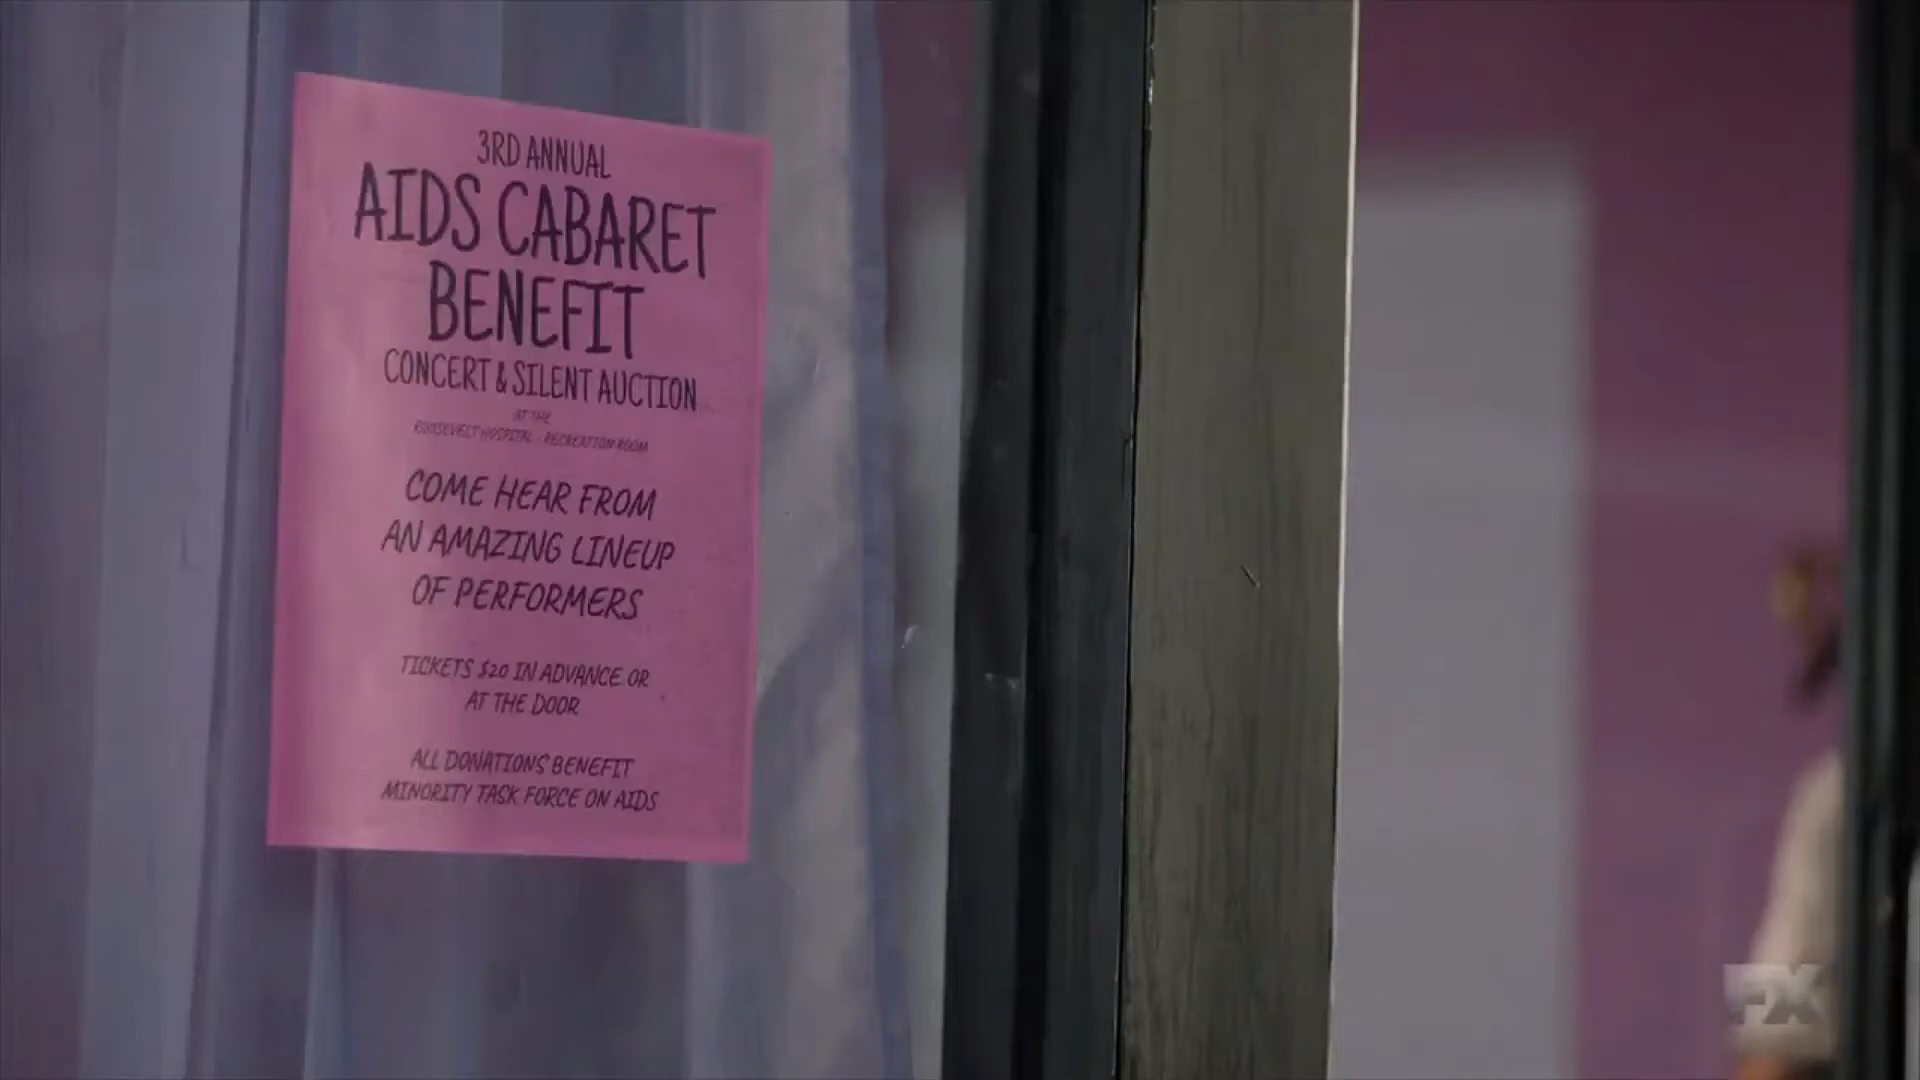 3RD ANNUAL
AIDS CABARET
BENEFIT
CONCERT & SILENT AUCTION
AT THE
ROOSEVELT HOSPITAL - RECREATION ROOM
COME HEAR FROM
AN AMAZING LINEUP
OF PERFORMERS
TICKETS $20 IN ADVANCE OR
AT THE DOOR
ALL DONATIONS BENEFIT
MINORITY TASK FORCE ON AIDS
FX